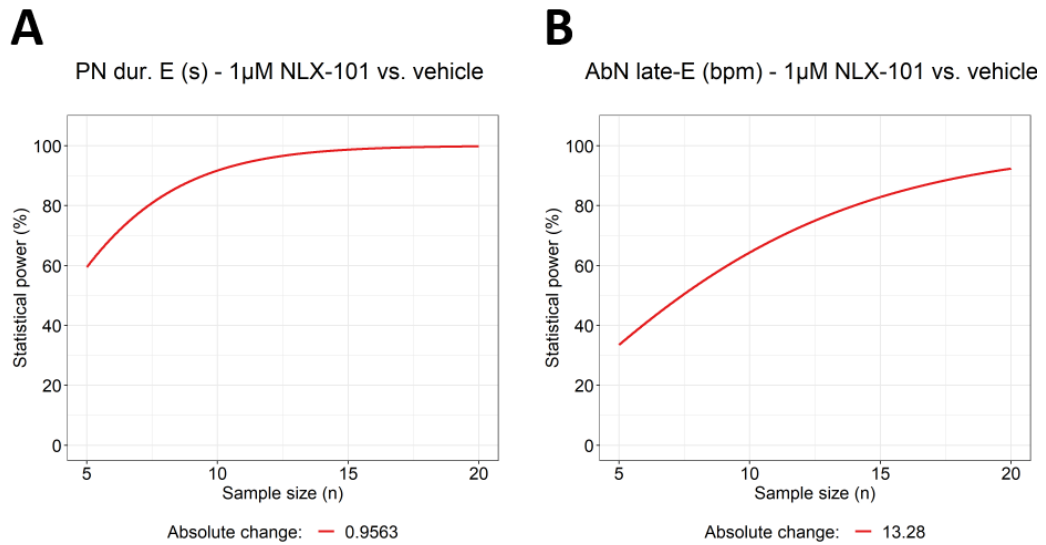 A
PN dur. E (s) - 1µM NLX-101 vs. vehicle
Statistical power (%)
100
80
60
40
20
0
5 10 15 20
Sample size (n)
Absolute change: 0.9563
B
AbN late-E (bpm) - 1µM NLX-101 vs. vehicle
Statistical power (%)
100
80
60
40
20
0
5 10 15 20
Sample size (n)
Absolute change: 13.28